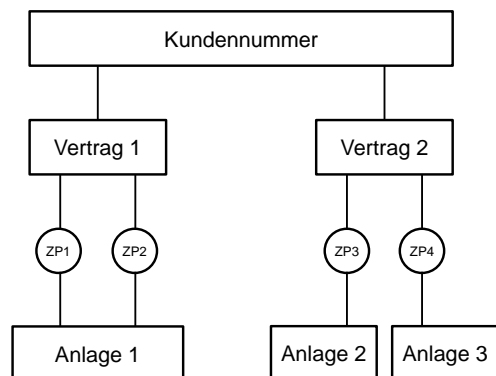 Kundennummer
Vertrag 1
Vertrag 2
ZP1
ZP2
ZP3
ZP4
Anlage 1
Anlage 2
Anlage 3